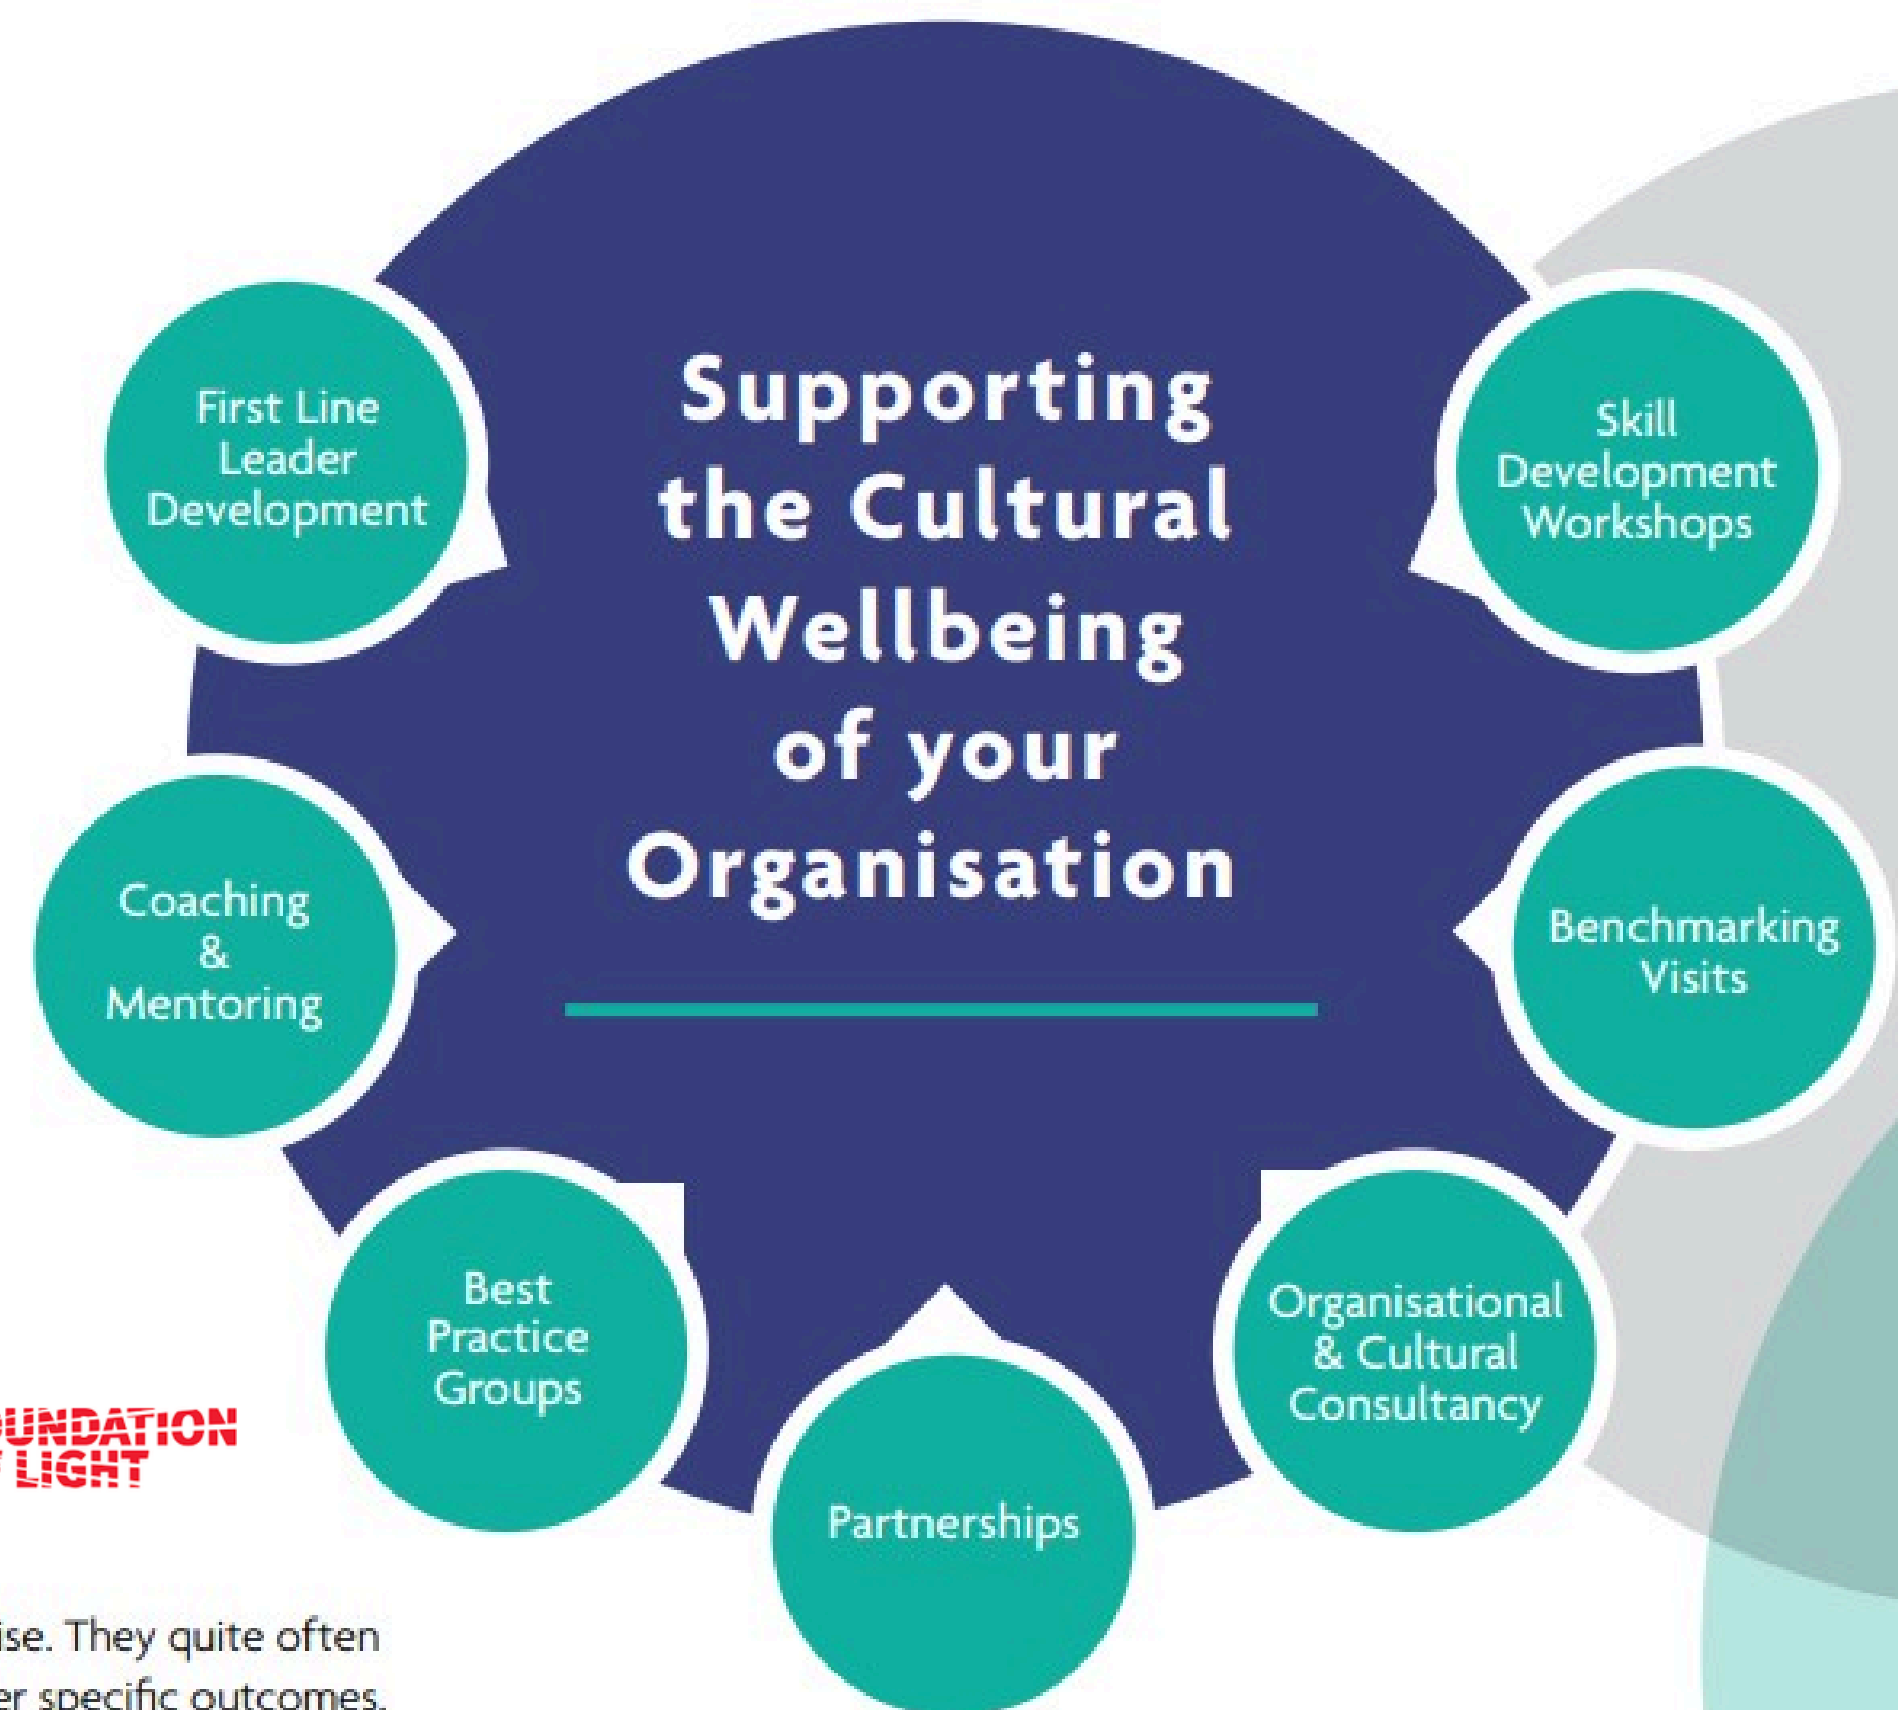 Supporting
the Cultural
Wellbeing
of your
Organisation
First Line
Leader
Development
Skill
Development
Workshops
Coaching
&
Mentoring
Benchmarking
Visits
Best
Practice
Groups
Organisational
& Cultural
Consultancy
Partnerships
UNDATION
LIGHT
ise. They quite often
er specific outcomes.